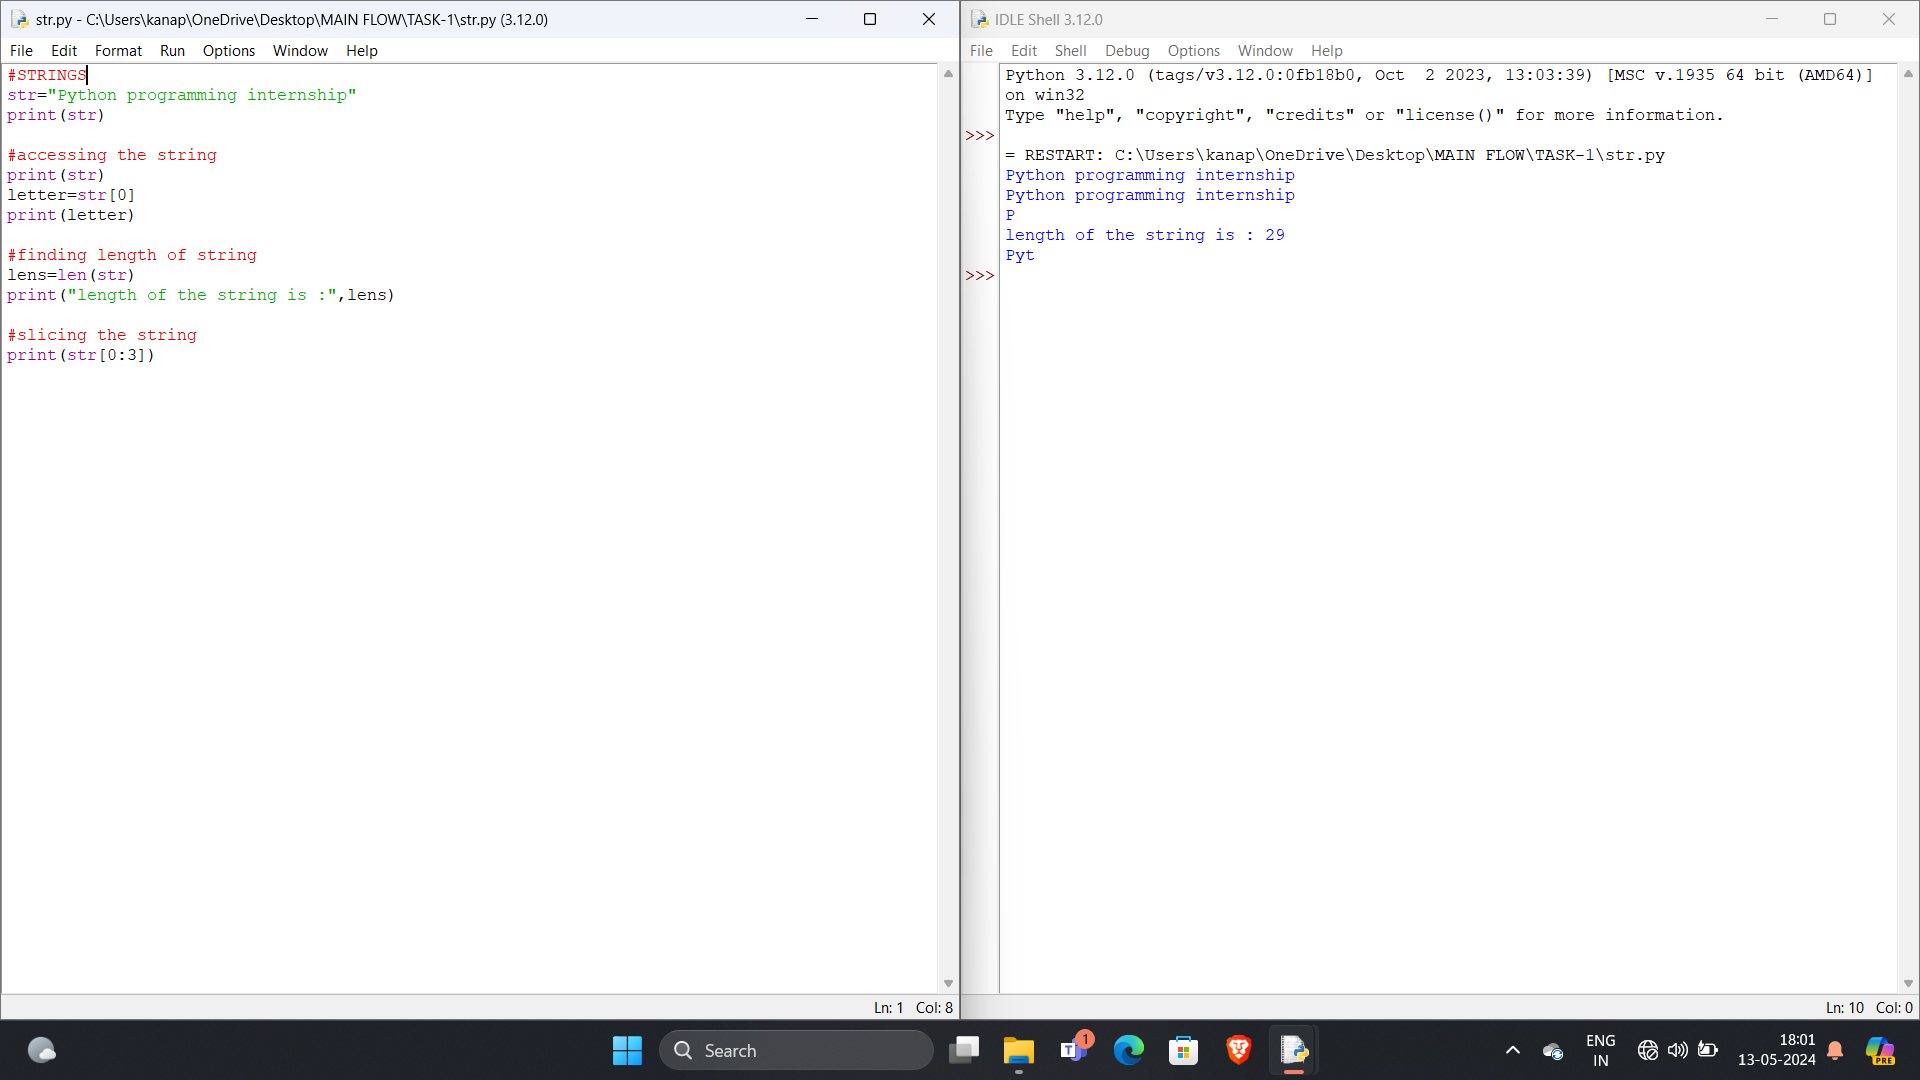 str.py - C:\Users\kanap\OneDrive\Desktop\MAIN FLOW\TASK-1\str.py (3.12.0)
File Edit Format Run Options Window Help
#STRINGS
str="Python programming internship"
print(str)
#accessing the string
print(str)
letter=str[0]
print(letter)
#finding length of string
lens=len(str)
print("length of the string is :",lens)
#slicing the string
print(str[0:3])
Ln: 1 Col: 8
IDLE Shell 3.12.0
File Edit Shell Debug Options Window Help
Python 3.12.0 (tags/v3.12.0:0fb18b0, Oct  2 2023, 13:03:39) [MSC v.1935 64 bit (AMD64)]
on win32
Type "help", "copyright", "credits" or "license()" for more information.
>>>
= RESTART: C:\Users\kanap\OneDrive\Desktop\MAIN FLOW\TASK-1\str.py
Python programming internship
Python programming internship
P
length of the string is : 29
Pyt
>>>
Ln: 10 Col: 0
Search
1
T
ENG
IN
18:01
13-05-2024
PRE